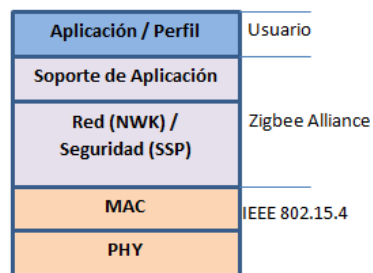 Aplicación / Perfil
Usuario
Soporte de Aplicación
Red (NWK) /
Seguridad (SSP)
Zigbee Alliance
MAC
IEEE 802.15.4
PHY